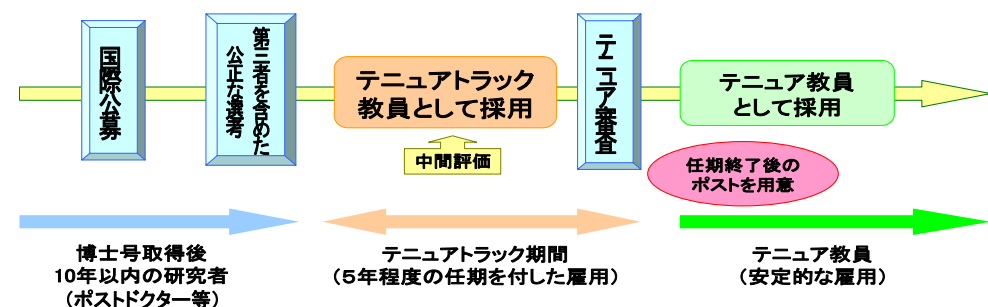 国際公募
第三者を含めた
公正な選考
テニュアトラック
教員として採用
中間評価
テニュア審査
テニュア教員
として採用
任期終了後の
ポストを用意
博士号取得後
10年以内の研究者
（ポストドクター等）
テニュアトラック期間
（５年程度の任期を付した雇用）
テニュア教員
（安定的な雇用）